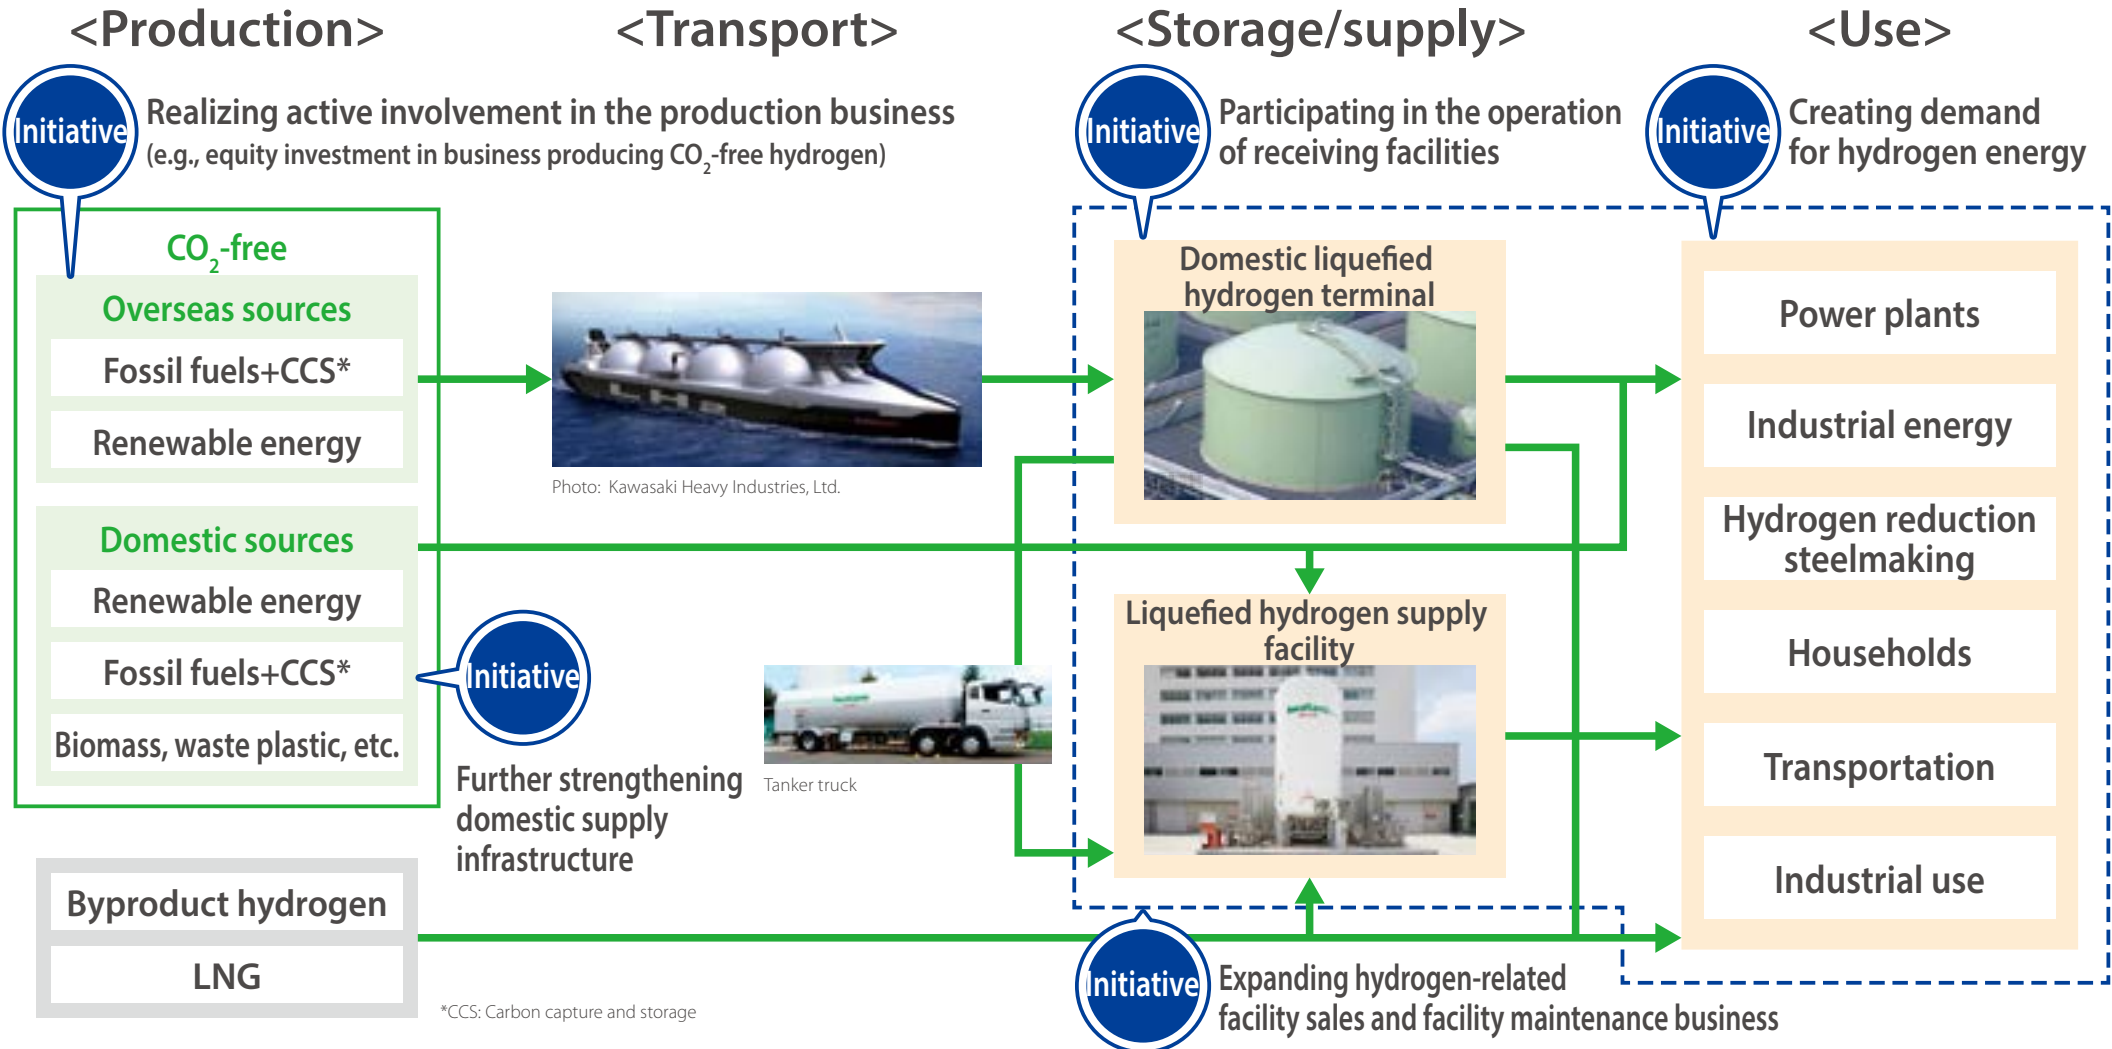 <Production>
<Transport>
<Storage/supply>
<Use>
Initiative
Realizing active involvement in the production business
(e.g., equity investment in business producing CO₂-free hydrogen)
Initiative
Participating in the operation
of receiving facilities
Initiative
Creating demand
for hydrogen energy
CO₂-free
Overseas sources
Fossil fuels+CCS*
Renewable energy
Domestic sources
Renewable energy
Fossil fuels+CCS*
Biomass, waste plastic, etc.
Byproduct hydrogen
LNG
Photo: Kawasaki Heavy Industries, Ltd.
Initiative
Further strengthening
domestic supply
infrastructure
Tanker truck
*CCS: Carbon capture and storage
Domestic liquefied
hydrogen terminal
Liquefied hydrogen supply
facility
Initiative
Expanding hydrogen-related
facility sales and facility maintenance business
Power plants
Industrial energy
Hydrogen reduction
steelmaking
Households
Transportation
Industrial use